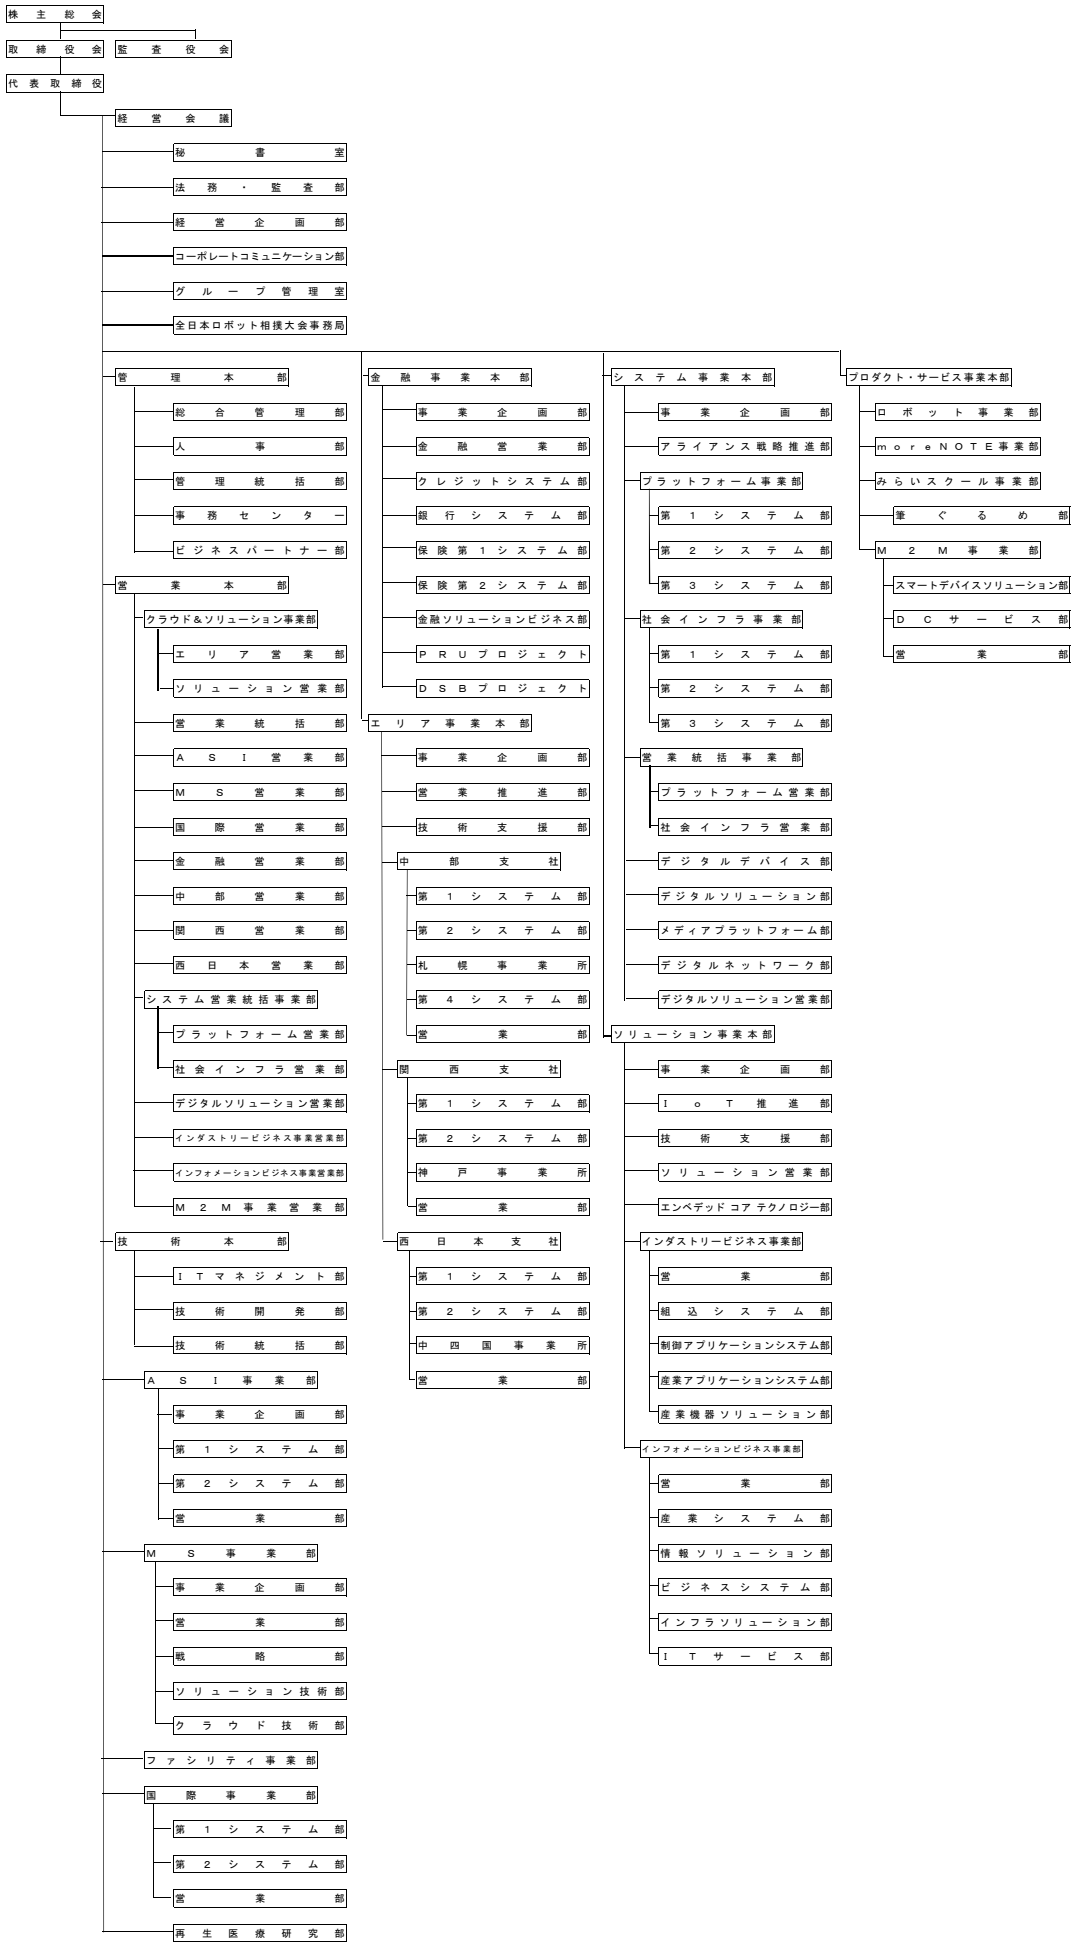 株主総会
取締役会
監査役会
代表取締役
経営会議
秘書室
法務・監査部
経営企画部
コーポレートコミュニケーション部
グループ管理室
全日本ロボット相撲大会事務局
管理本部
総合管理部
人事部
管理統括部
事務センター
ビジネスパートナー部
営業本部
クラウド&ソリューション事業部
エリア営業部
ソリューション営業部
営業統括部
ASI営業部
MS営業部
国際営業部
金融営業部
中部営業部
関西営業部
西日本営業部
システム営業統括事業部
プラットフォーム営業部
社会インフラ営業部
デジタルソリューション営業部
インダストリービジネス事業営業部
インフォメーションビジネス事業営業部
M2M事業営業部
技術本部
ITマネジメント部
技術開発部
技術統括部
ASI事業部
事業企画部
第1システム部
第2システム部
営業部
MS事業部
事業企画部
営業部
戦略部
ソリューション技術部
クラウド技術部
ファシリティ事業部
国際事業部
第1システム部
第2システム部
営業部
再生医療研究部
金融事業本部
事業企画部
金融営業部
クレジットシステム部
銀行システム部
保険第1システム部
保険第2システム部
金融ソリューションビジネス部
PRUプロジェクト
DSBプロジェクト
エリア事業本部
事業企画部
営業推進部
技術支援部
中部支社
第1システム部
第2システム部
札幌事業所
第4システム部
営業部
関西支社
第1システム部
第2システム部
神戸事業所
営業部
西日本支社
第1システム部
第2システム部
中四国事業所
営業部
システム事業本部
事業企画部
アライアンス戦略推進部
プラットフォーム事業部
第1システム部
第2システム部
第3システム部
社会インフラ事業部
第1システム部
第2システム部
第3システム部
営業統括事業部
プラットフォーム営業部
社会インフラ営業部
デジタルデバイス部
デジタルソリューション部
メディアプラットフォーム部
デジタルネットワーク部
デジタルソリューション営業部
ソリューション事業本部
事業企画部
IoT推進部
技術支援部
ソリューション営業部
エンベデッド コア テクノロジー部
インダストリービジネス事業部
営業部
組込システム部
制御アプリケーションシステム部
産業アプリケーションシステム部
産業機器ソリューション部
インフォメーションビジネス事業部
営業部
産業システム部
情報ソリューション部
ビジネスシステム部
インフラソリューション部
ITサービス部
プロダクト・サービス事業本部
ロボット事業部
moreNOTE事業部
みらいスクール事業部
筆ぐるめ部
M2M事業部
スマートデバイスソリューション部
DCサービス部
営業部